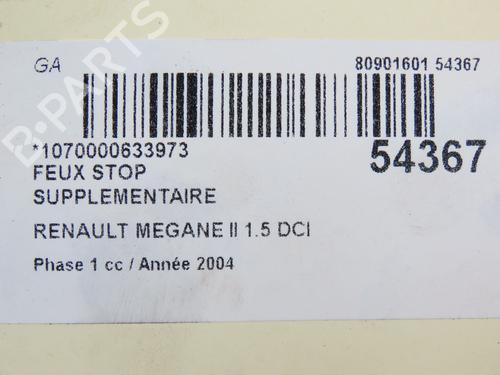 B-PARTS
GA
80901601 54367
*1070000633973
54367
FEUX STOP
SUPPLEMENTAIRE
RENAULT MEGANE II 1.5 DCI
Phase 1 cc / Année 2004